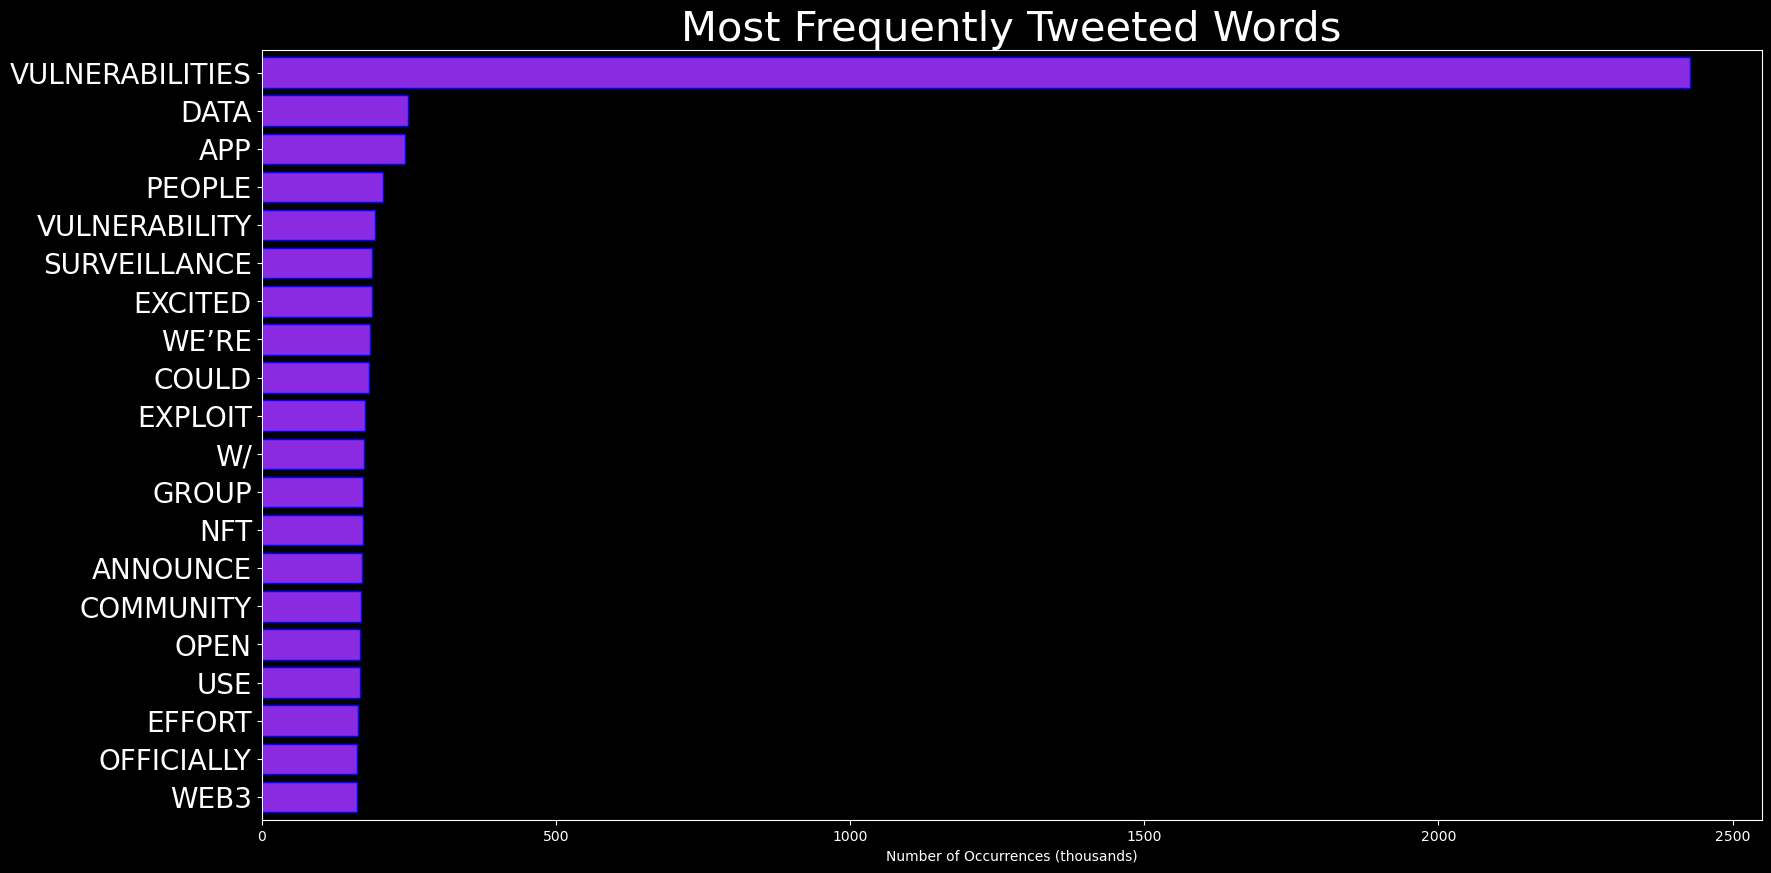 Most Frequently Tweeted Words
VULNERABILITIES
DATA
APP
PEOPLE
VULNERABILITY
SURVEILLANCE
EXCITED
WE’RE
COULD
EXPLOIT
W/
GROUP
NFT
ANNOUNCE
COMMUNITY
OPEN
USE
EFFORT
OFFICIALLY
WEB3
0 500 1000 1500 2000 2500
Number of Occurrences (thousands)